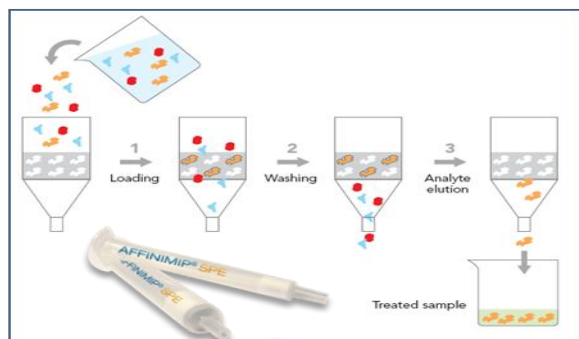 1
Loading
2
Washing
3
Analyte
elution
AFFINIMIP® SPE
AFFINIMIP® SPE
Treated sample